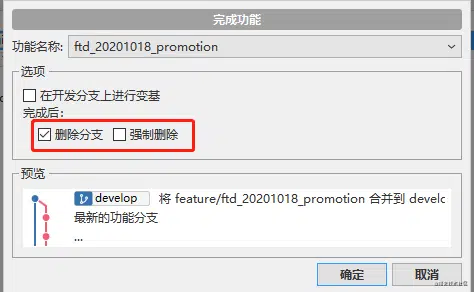 完成功能
功能名称: ftd_20201018_promotion
选项
在开发分支上进行变基
完成后:
删除分支 强制删除
预览
develop 将 feature/ftd_20201018_promotion 合并到 develo
最新的功能分支
...
确定 取消